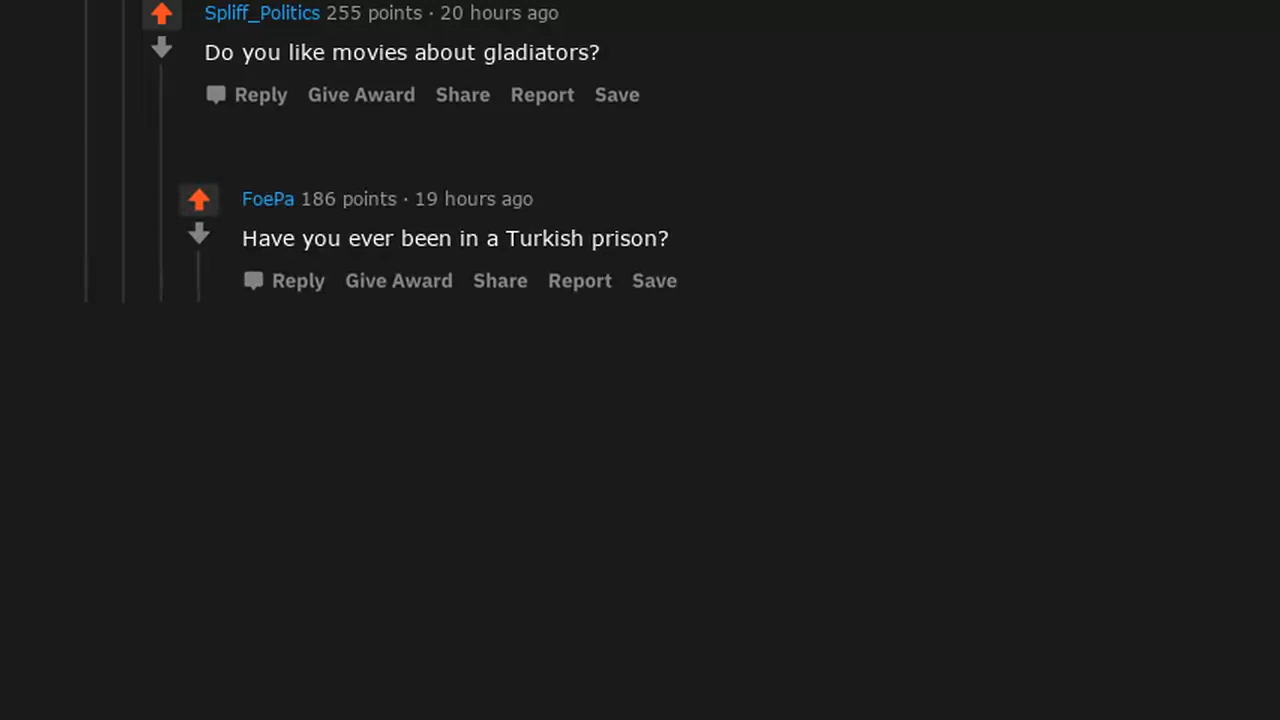 Spliff_Politics 255 points · 20 hours ago
Do you like movies about gladiators?
Reply Give Award Share Report Save
FoePa 186 points · 19 hours ago
Have you ever been in a Turkish prison?
Reply Give Award Share Report Save